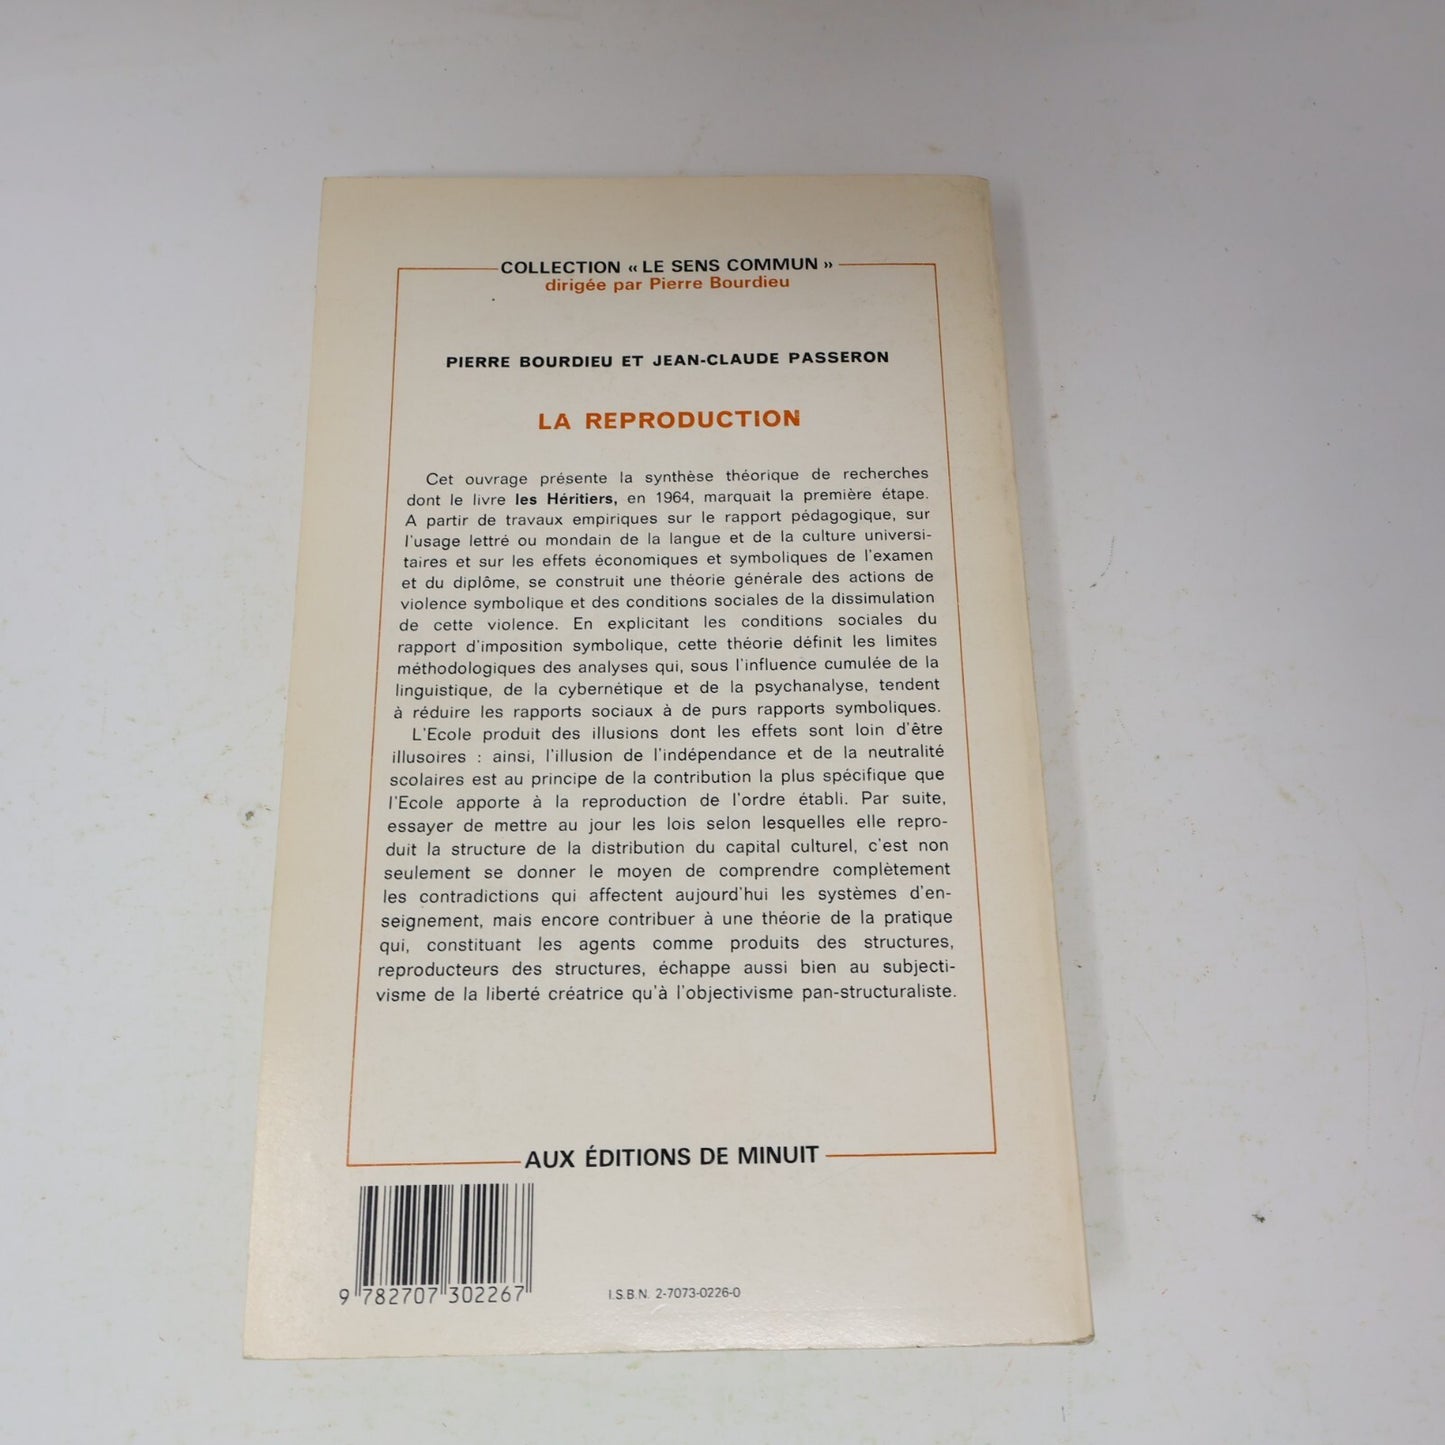 COLLECTION « LE SENS COMMUN »
dirigée par Pierre Bourdieu
PIERRE BOURDIEU ET JEAN-CLAUDE PASSERON
LA REPRODUCTION
Cet ouvrage présente la synthèse théorique de recherches
dont le livre les Héritiers, en 1964, marquait la première étape.
A partir de travaux empiriques sur le rapport pédagogique, sur
l'usage lettré ou mondain de la langue et de la culture universi-
taires et sur les effets économiques et symboliques de l'examen
et du diplôme, se construit une théorie générale des actions de
violence symbolique et des conditions sociales de la dissimulation
de cette violence. En explicitant les conditions sociales du
rapport d'imposition symbolique, cette théorie définit les limites
méthodologiques des analyses qui, sous l'influence cumulée de la
linguistique, de la cybernétique et de la psychanalyse, tendent
à réduire les rapports sociaux à de purs rapports symboliques.
L'Ecole produit des illusions dont les effets sont loin d'être
illusoires : ainsi, l'illusion de l'indépendance et de la neutralité
scolaires est au principe de la contribution la plus spécifique que
l'Ecole apporte à la reproduction de l'ordre établi. Par suite,
essayer de mettre au jour les lois selon lesquelles elle repro-
duit la structure de la distribution du capital culturel, c'est non
seulement se donner le moyen de comprendre complètement
les contradictions qui affectent aujourd'hui les systèmes d'en-
seignement, mais encore contribuer à une théorie de la pratique
qui, constituant les agents comme produits des structures,
reproducteurs des structures, échappe aussi bien au subjecti-
visme de la liberté créatrice qu'à l'objectivisme pan-structuraliste.
AUX ÉDITIONS DE MINUIT
9 782707 302267
I.S.B.N. 2-7073-0226-0